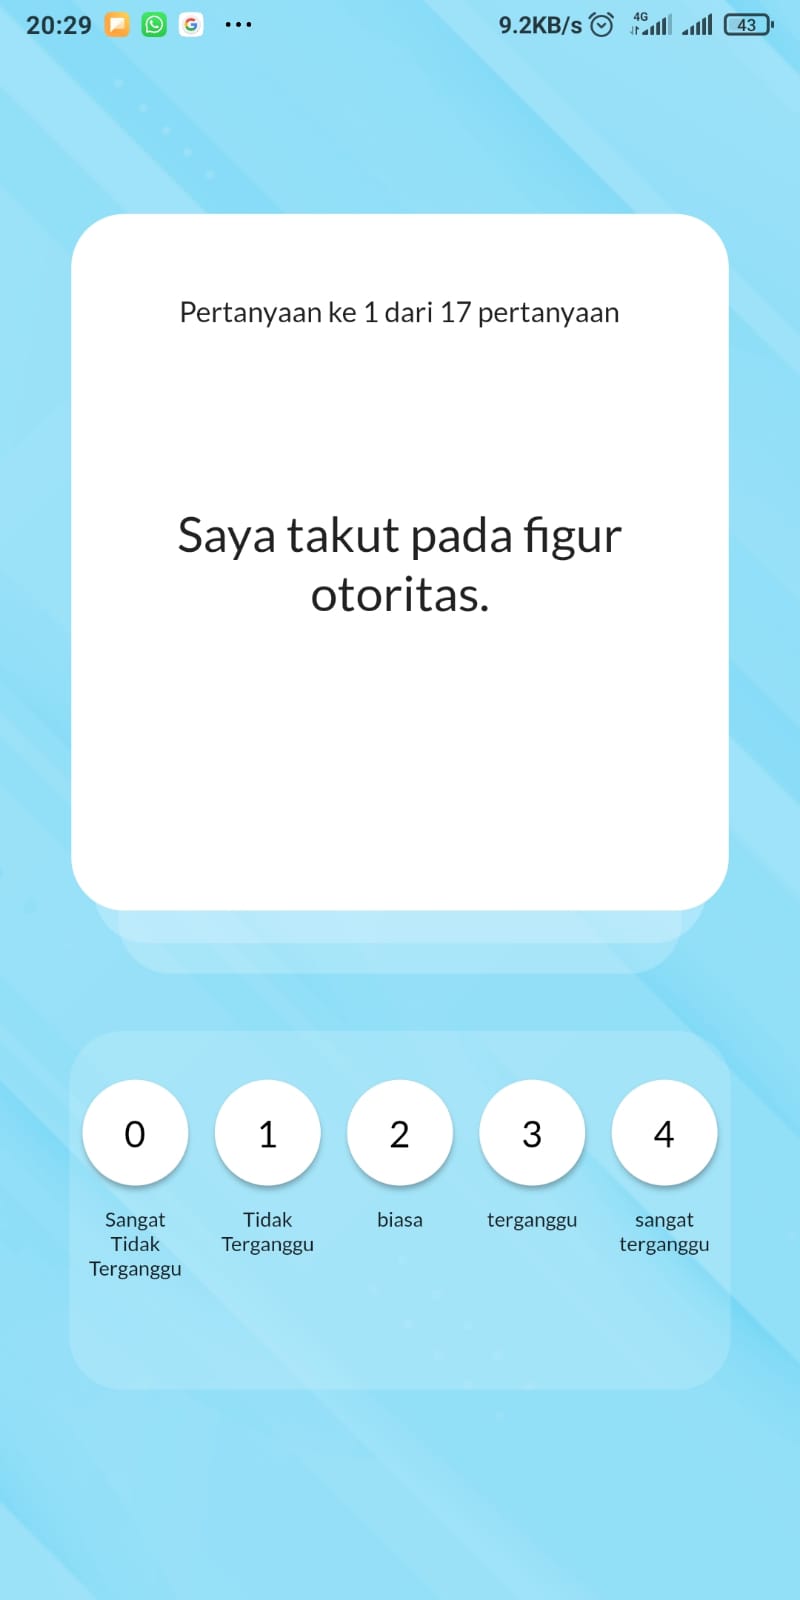 20:29
9.2KB/s 4G 43
Pertanyaan ke 1 dari 17 pertanyaan
Saya takut pada figur
otoritas.
0
Sangat
Tidak
Terganggu
1
Tidak
Terganggu
2
biasa
3
terganggu
4
sangat
terganggu